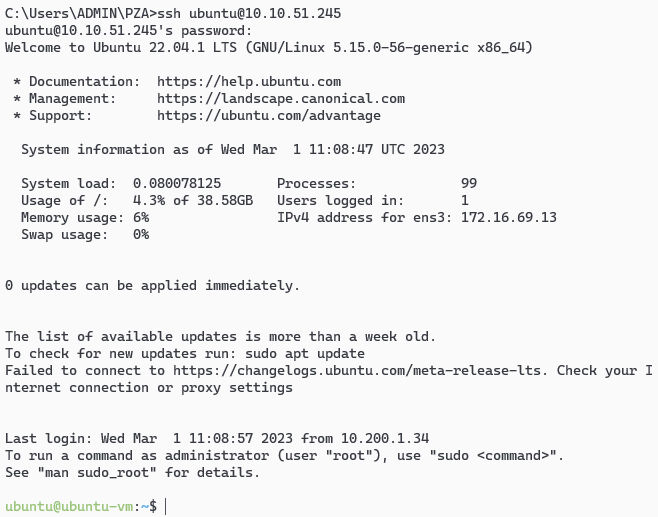 C:\Users\ADMIN\PZA>ssh ubuntu@10.10.51.245
ubuntu@10.10.51.245's password:
Welcome to Ubuntu 22.04.1 LTS (GNU/Linux 5.15.0-56-generic x86_64)

 * Documentation:  https://help.ubuntu.com
 * Management:     https://landscape.canonical.com
 * Support:        https://ubuntu.com/advantage

  System information as of Wed Mar  1 11:08:47 UTC 2023

  System load:  0.080078125       Processes:             99
  Usage of /:   4.3% of 38.58GB   Users logged in:       1
  Memory usage: 6%                IPv4 address for ens3: 172.16.69.13
  Swap usage:   0%


0 updates can be applied immediately.


The list of available updates is more than a week old.
To check for new updates run: sudo apt update
Failed to connect to https://changelogs.ubuntu.com/meta-release-lts. Check your I
nternet connection or proxy settings


Last login: Wed Mar  1 11:08:57 2023 from 10.200.1.34
To run a command as administrator (user "root"), use "sudo <command>".
See "man sudo_root" for details.

ubuntu@ubuntu-vm:~$